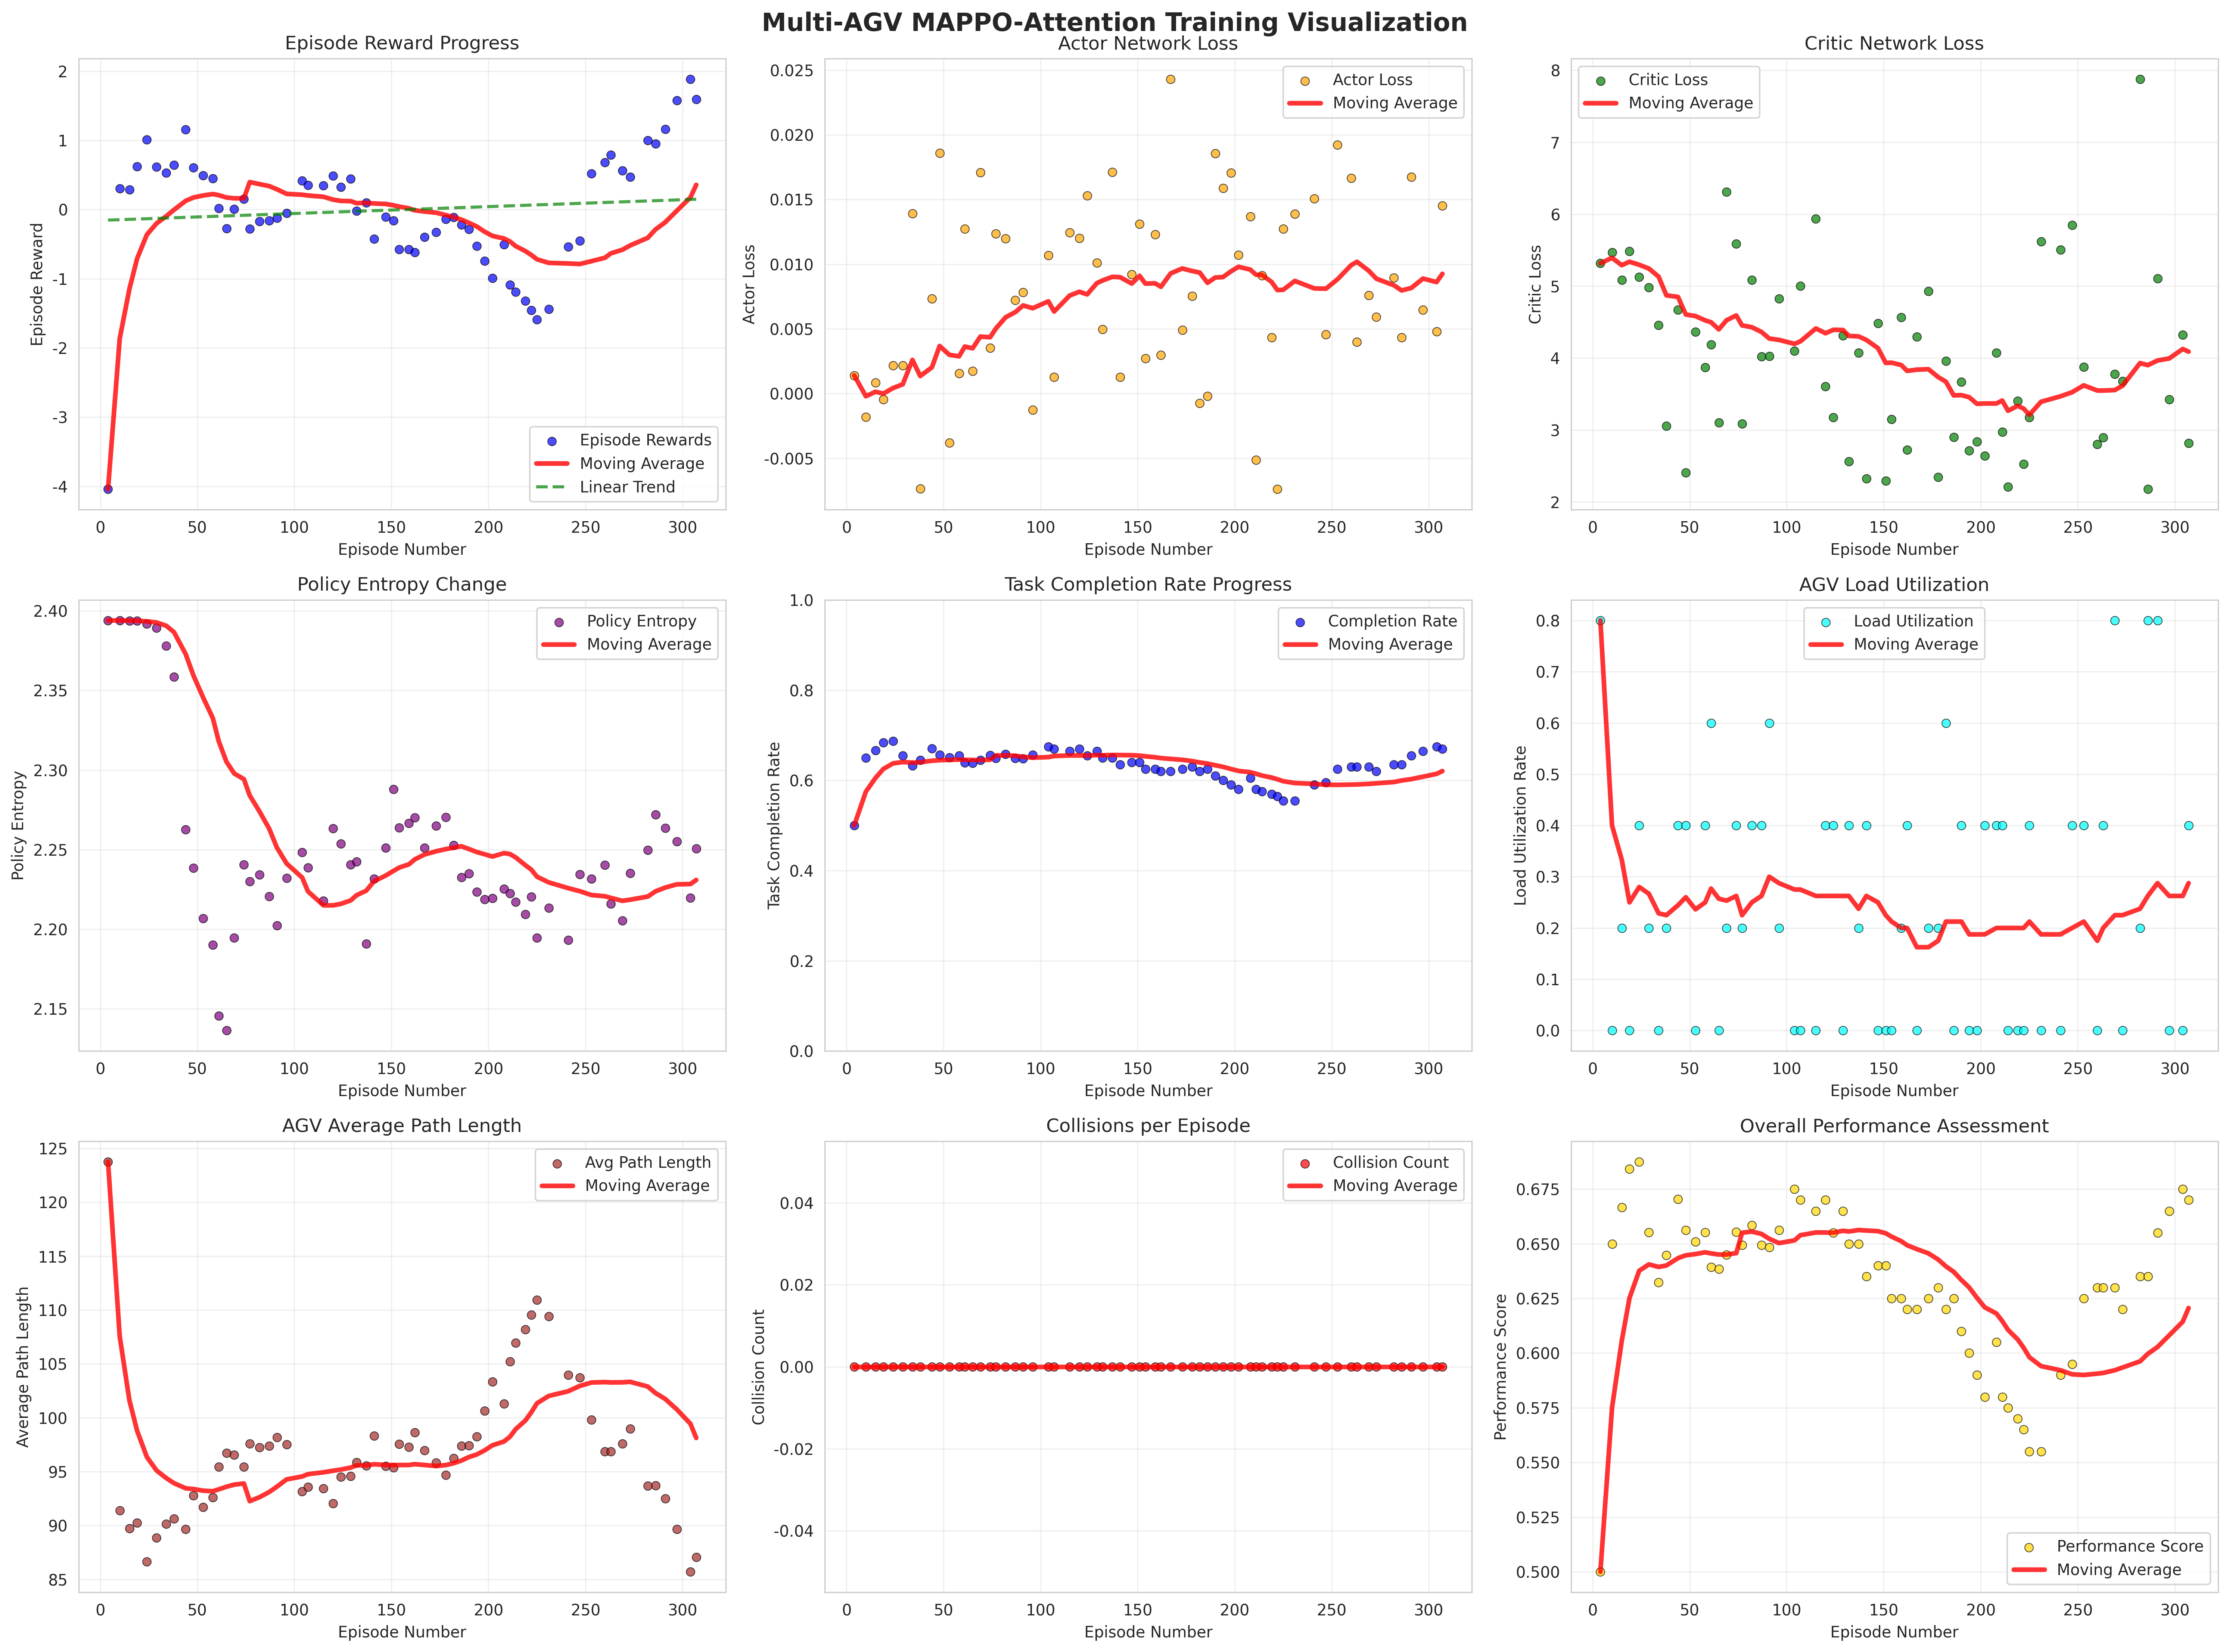 Multi-AGV MAPPO-Attention Training Visualization
Episode Reward Progress
2
1
0
-1
-2
-3
-4
Episode Reward
Episode Rewards
Moving Average
Linear Trend
0 50 100 150 200 250 300
Episode Number
Actor Network Loss
0.025
0.020
0.015
0.010
0.005
0.000
-0.005
Actor Loss
Actor Loss
Moving Average
0 50 100 150 200 250 300
Episode Number
Critic Network Loss
8
7
6
5
4
3
2
Critic Loss
Critic Loss
Moving Average
0 50 100 150 200 250 300
Episode Number
Policy Entropy Change
2.40
2.35
2.30
2.25
2.20
2.15
Policy Entropy
Policy Entropy
Moving Average
0 50 100 150 200 250 300
Episode Number
Task Completion Rate Progress
1.0
0.8
0.6
0.4
0.2
0.0
Task Completion Rate
Completion Rate
Moving Average
0 50 100 150 200 250 300
Episode Number
AGV Load Utilization
0.8
0.7
0.6
0.5
0.4
0.3
0.2
0.1
0.0
Load Utilization Rate
Load Utilization
Moving Average
0 50 100 150 200 250 300
Episode Number
AGV Average Path Length
125
120
115
110
105
100
95
90
85
Average Path Length
Avg Path Length
Moving Average
0 50 100 150 200 250 300
Episode Number
Collisions per Episode
0.04
0.02
0.00
-0.02
-0.04
Collision Count
Collision Count
Moving Average
0 50 100 150 200 250 300
Episode Number
Overall Performance Assessment
0.675
0.650
0.625
0.600
0.575
0.550
0.525
0.500
Performance Score
Performance Score
Moving Average
0 50 100 150 200 250 300
Episode Number